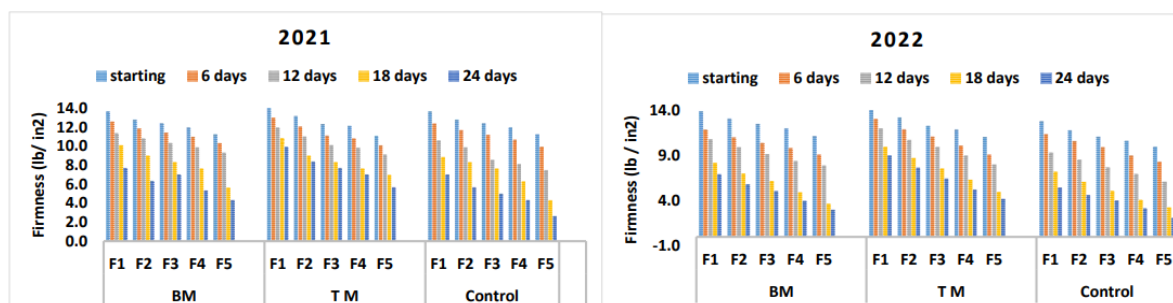 2021
starting 6 days 12 days 18 days 24 days
Firmness (lb/ in2)
14.0
12.0
10.0
8.0
6.0
4.0
2.0
0.0
F1 F2 F3 F4 F5 F1 F2 F3 F4 F5 F1 F2 F3 F4 F5
BM T M Control
2022
starting 6 days 12 days 18 days 24 days
Firmness (lb/ in2)
14.0
9.0
4.0
-1.0
F1 F2 F3 F4 F5 F1 F2 F3 F4 F5 F1 F2 F3 F4 F5
BM T M Control